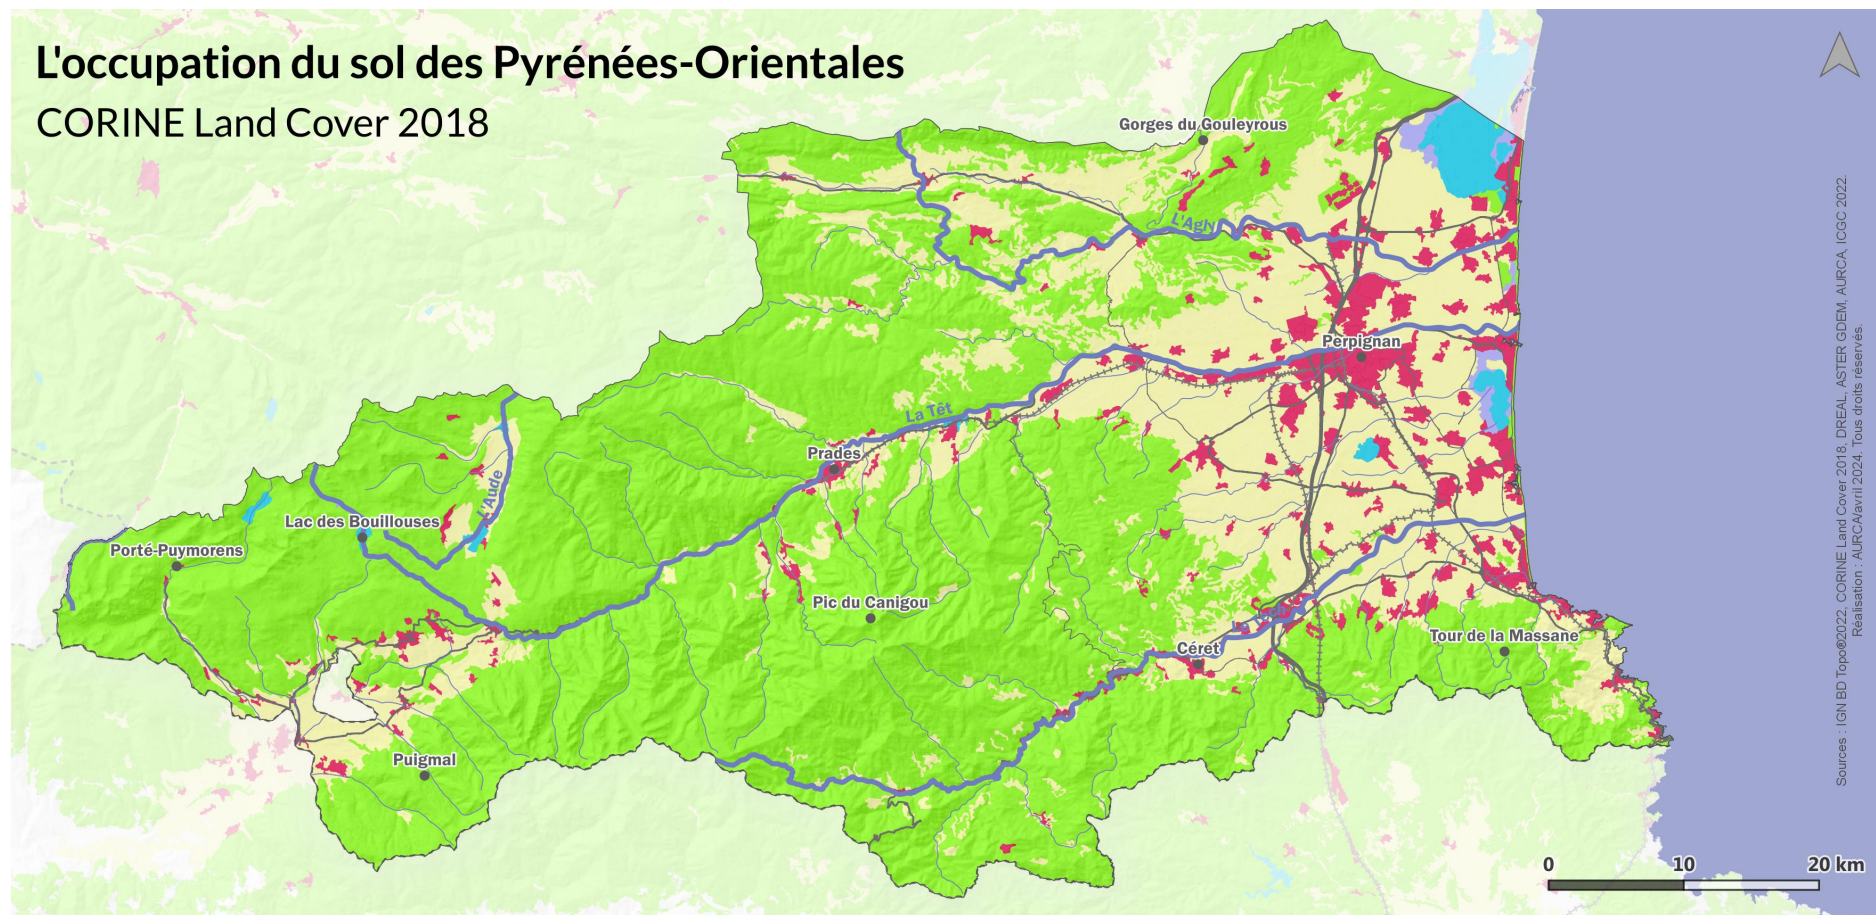 L'occupation du sol des Pyrénées-Orientales
CORINE Land Cover 2018
Gorges du Gouleyrous
L'Agly
Perpignan
La Têt
Prades
L'Aude
Lac des Bouillouses
Porté-Puymorens
Pic du Canigou
Le Tech
Tour de la Massane
Céret
Puigmal
0 10 20 km
Sources : IGN BD Topo®2022, CORINE Land Cover 2018, DREAL, ASTER GDEM, AURCA, ICGC 2022.
Réalisation : AURCA/avril 2024. Tous droits réservés.